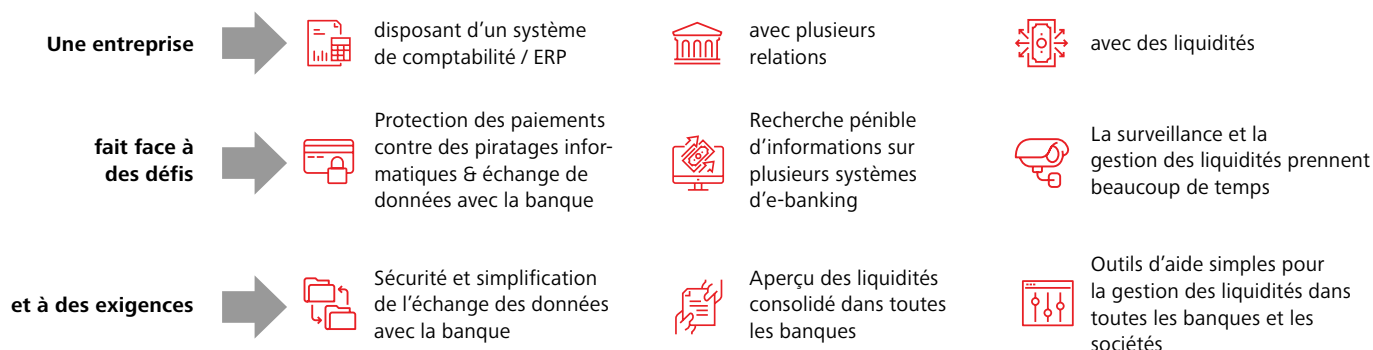 Une entreprise
disposant d'un système
de comptabilité / ERP
avec plusieurs
relations
avec des liquidités
fait face à
des défis
Protection des paiements
contre des piratages infor-
matiques & échange de
données avec la banque
Recherche pénible
d'informations sur
plusieurs systèmes
d'e-banking
La surveillance et la
gestion des liquidités prennent
beaucoup de temps
et à des exigences
Sécurité et simplification
de l'échange des données
avec la banque
Aperçu des liquidités
consolidé dans toutes
les banques
Outils d'aide simples pour
la gestion des liquidités dans
toutes les banques et les
sociétés